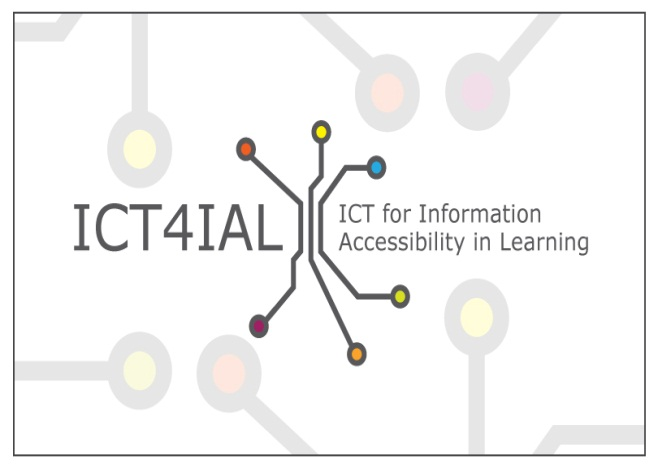 ICT4IAL
ICT for Information
Accessibility in Learning